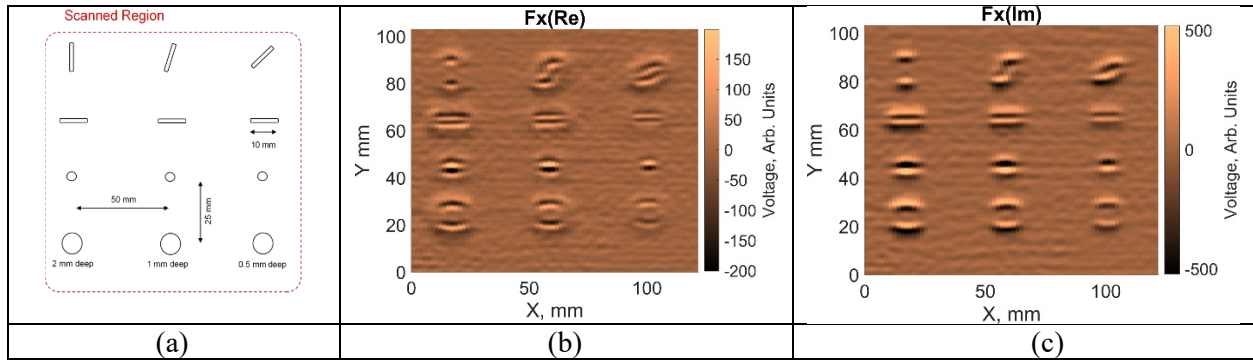 Scanned Region
10 mm
50 mm
25 mm
2 mm deep
1 mm deep
0.5 mm deep
(a)
Fx(Re)
100
80
60
40
20
0
Y mm
0
50
100
X, mm
150
100
50
0
-50
-100
-150
-200
Voltage, Arb. Units
(b)
Fx(Im)
100
80
60
40
20
0
Y mm
0
50
100
X, mm
500
0
-500
Voltage, Arb. Units
(c)